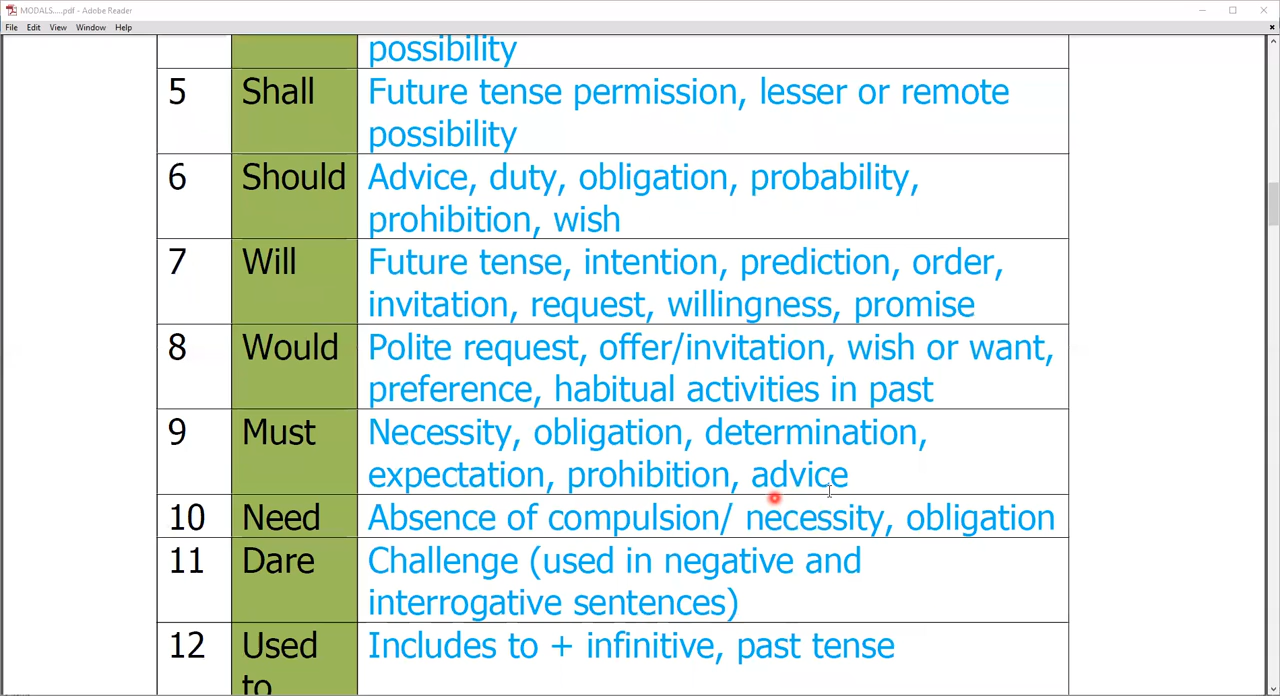 MODALS.....pdf - Adobe Reader
File Edit View Window Help
possibility
5 Shall Future tense permission, lesser or remote
possibility
6 Should Advice, duty, obligation, probability,
prohibition, wish
7 Will Future tense, intention, prediction, order,
invitation, request, willingness, promise
8 Would Polite request, offer/invitation, wish or want,
preference, habitual activities in past
9 Must Necessity, obligation, determination,
expectation, prohibition, advice
10 Need Absence of compulsion/ necessity, obligation
11 Dare Challenge (used in negative and
interrogative sentences)
12 Used Includes to + infinitive, past tense
to